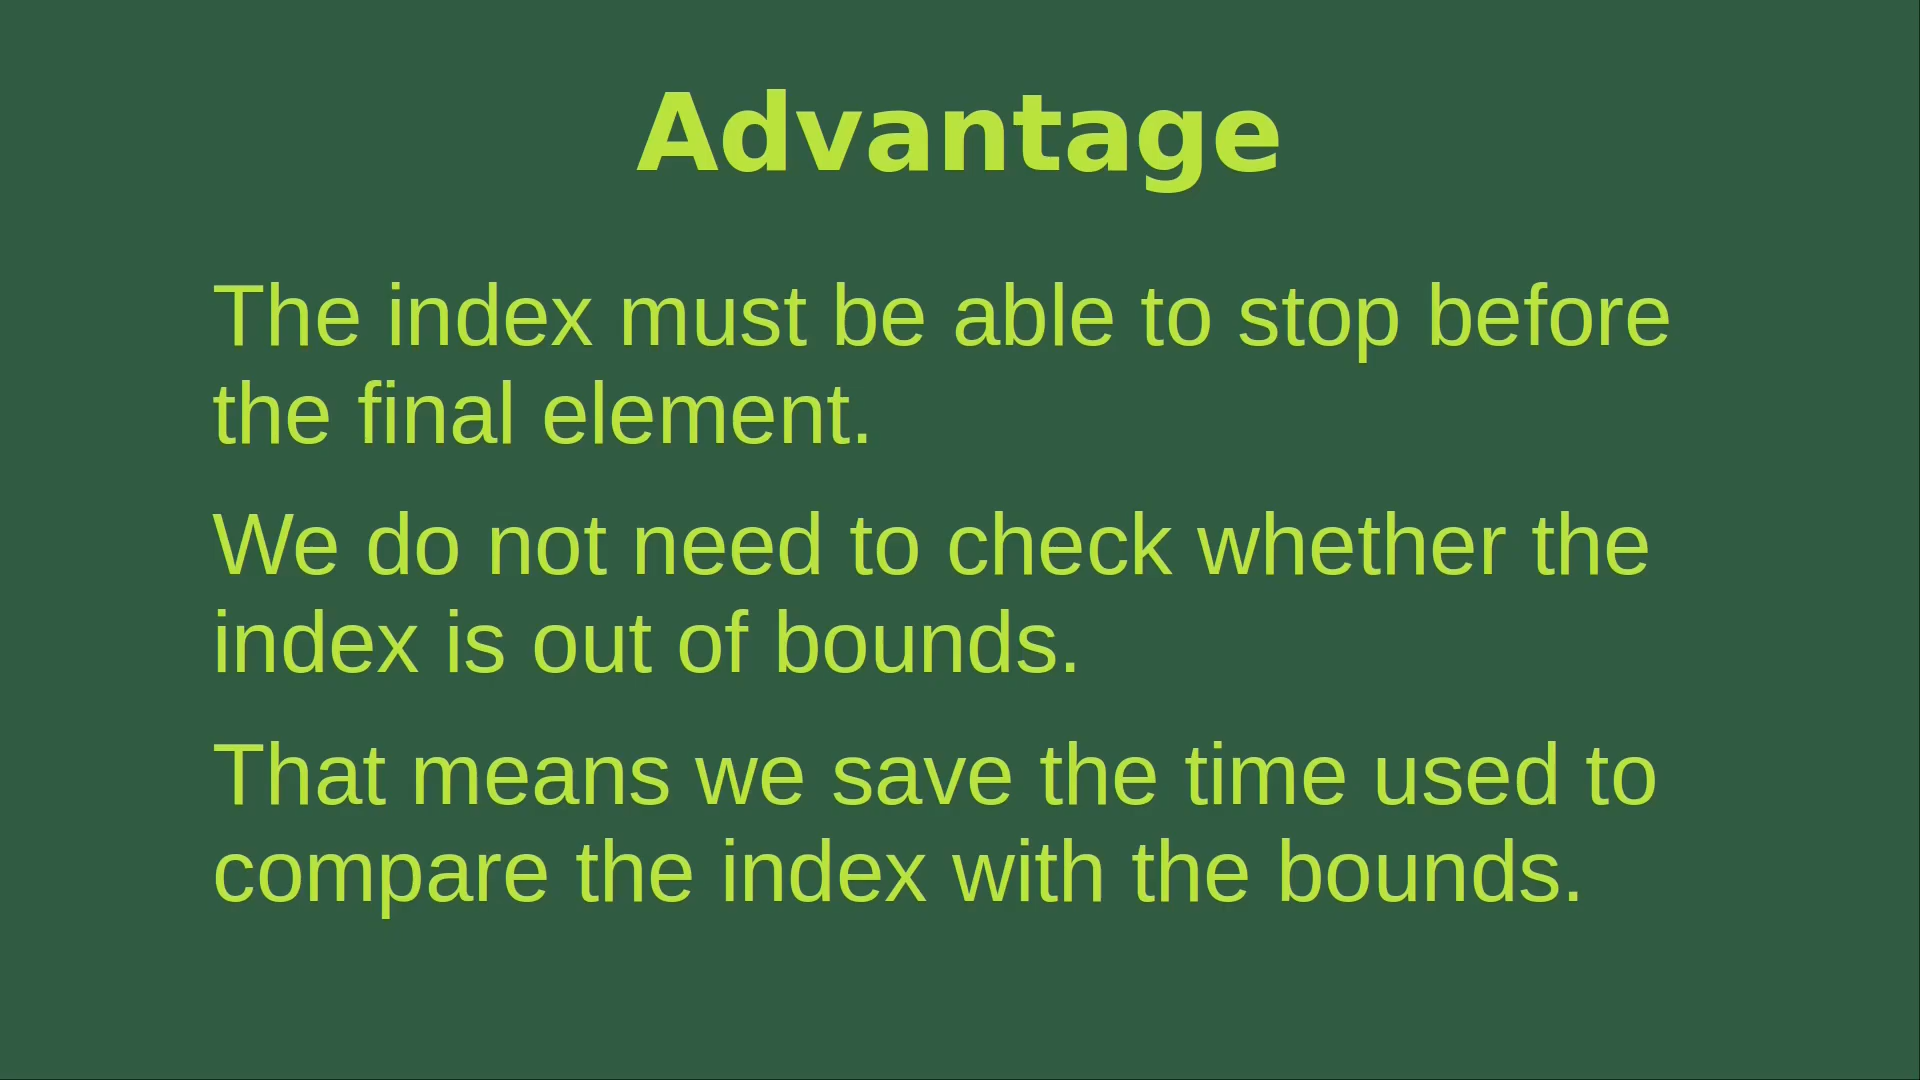 Advantage
The index must be able to stop before
the final element.
We do not need to check whether the
index is out of bounds.
That means we save the time used to
compare the index with the bounds.